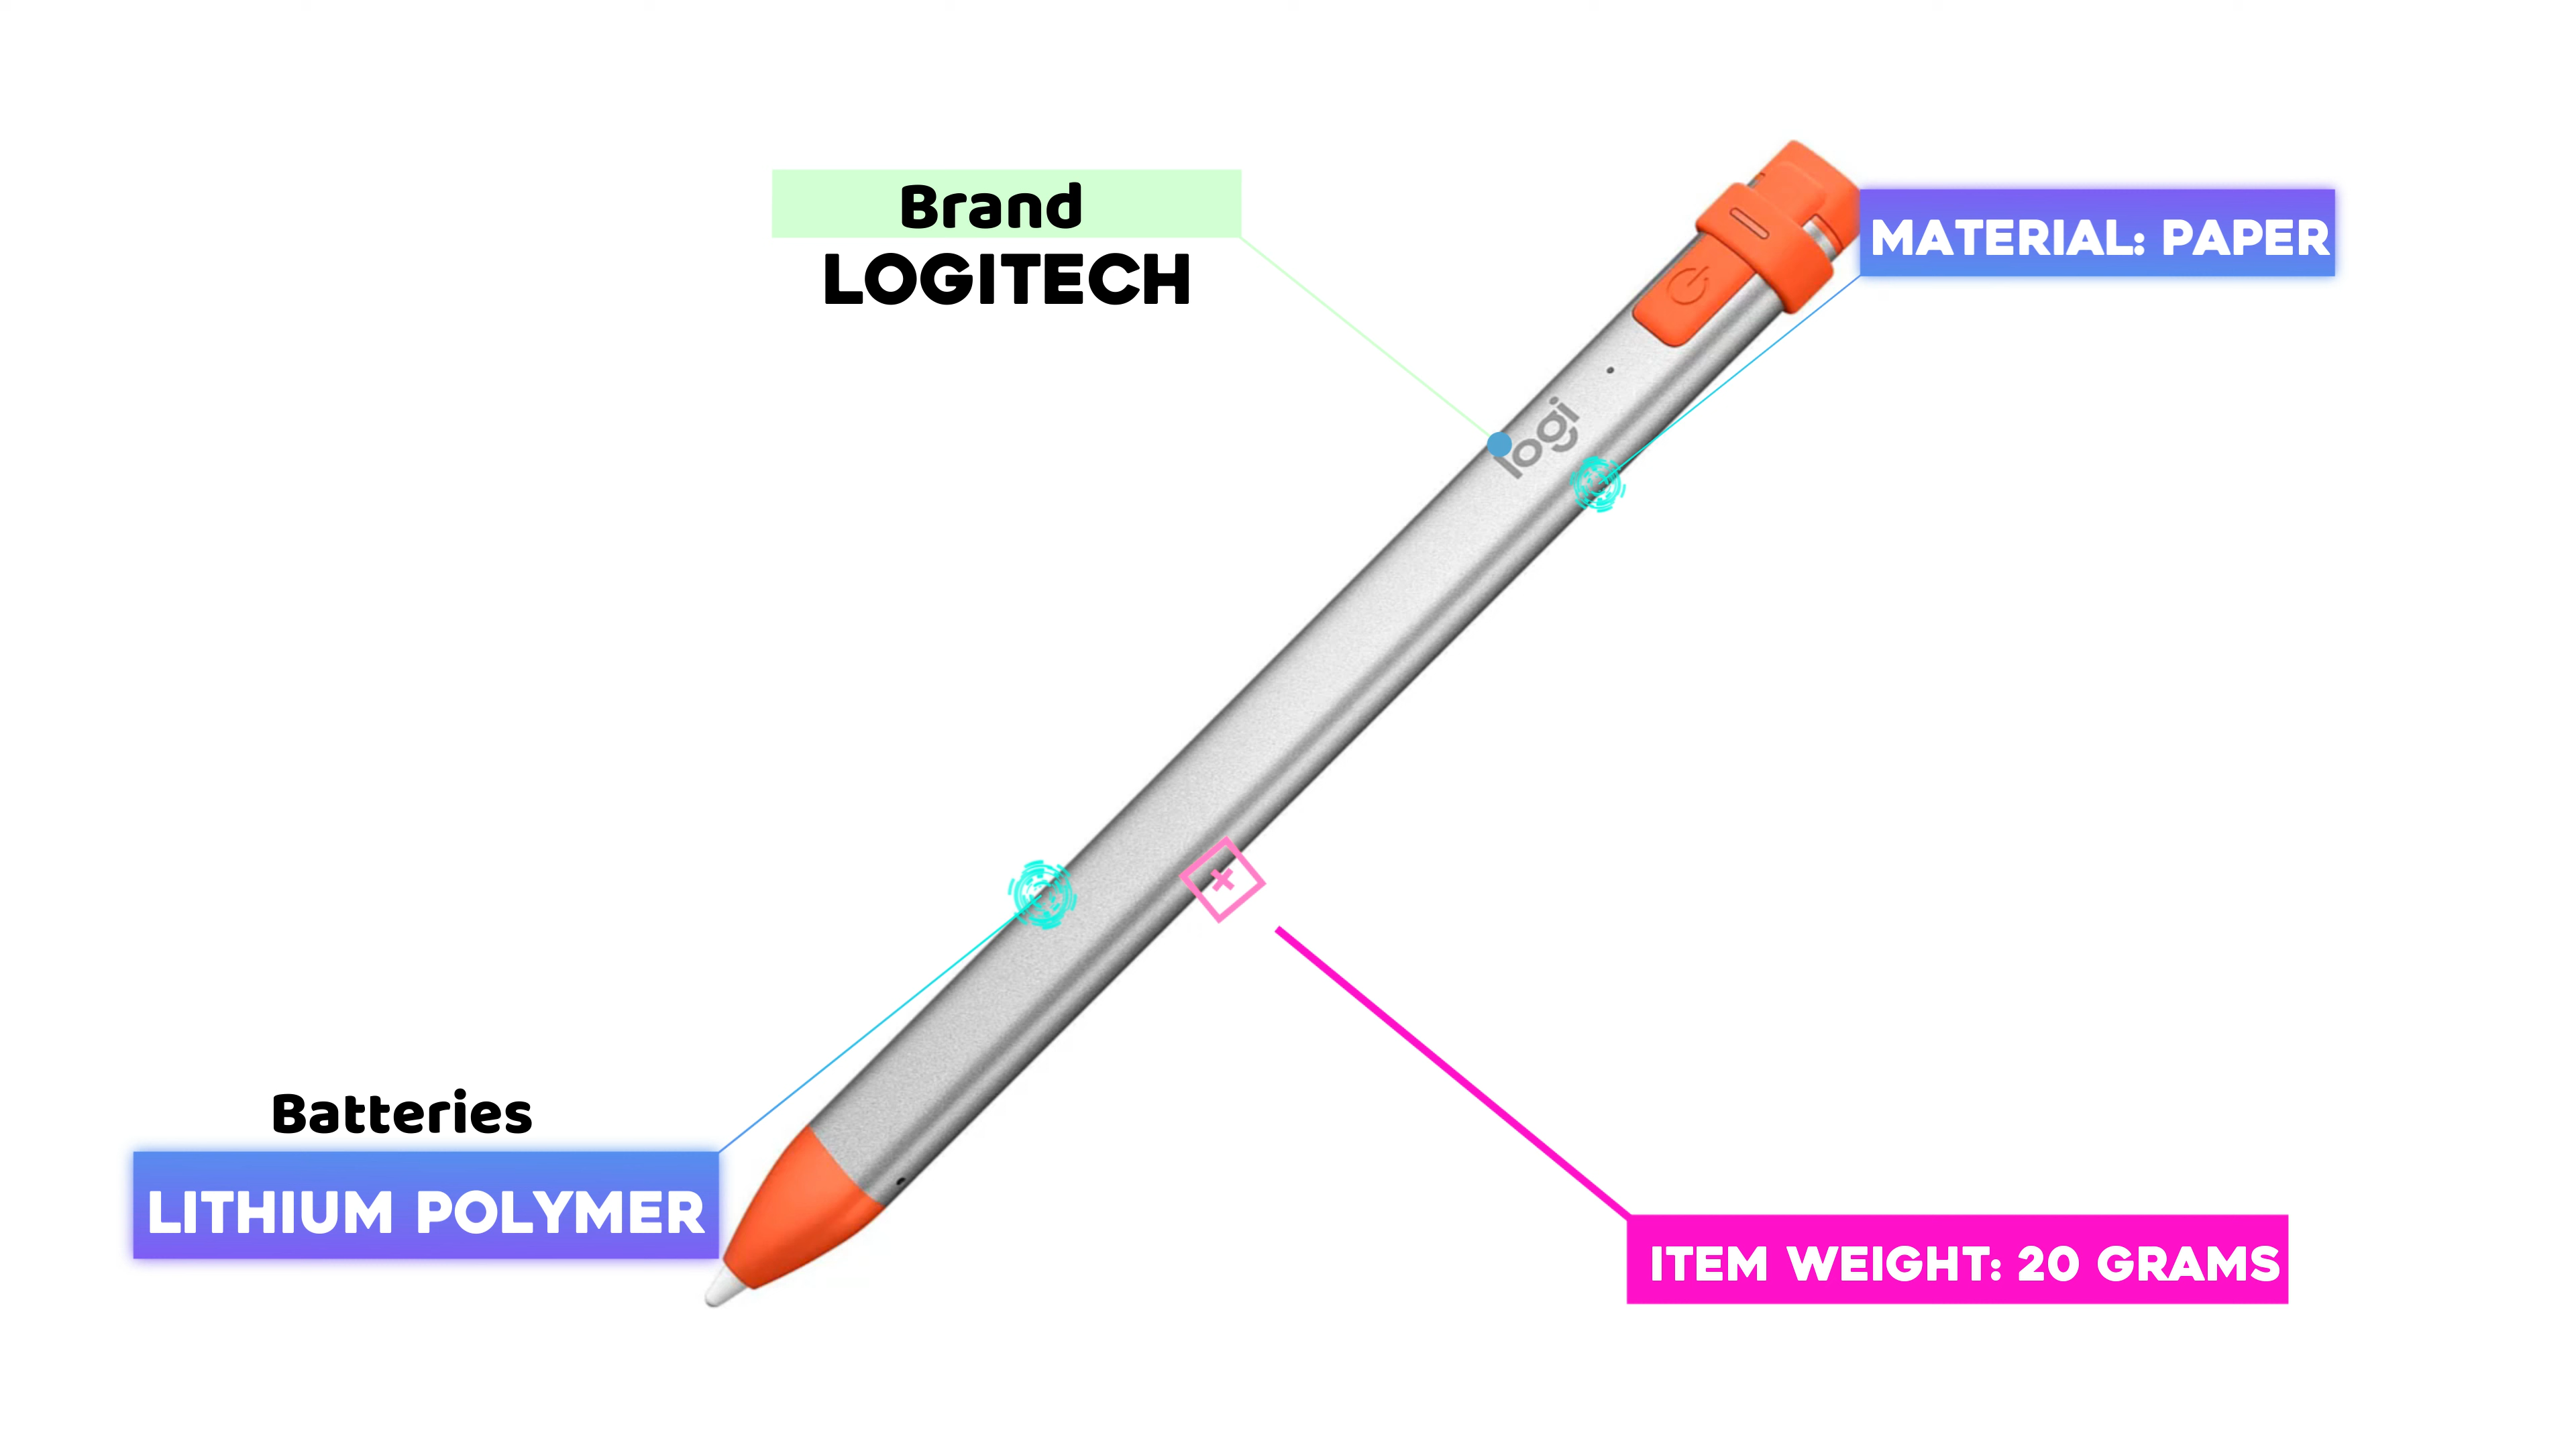 Brand
LOGITECH
MATERIAL: PAPER
logi
Batteries
LITHIUM POLYMER
ITEM WEIGHT: 20 GRAMS